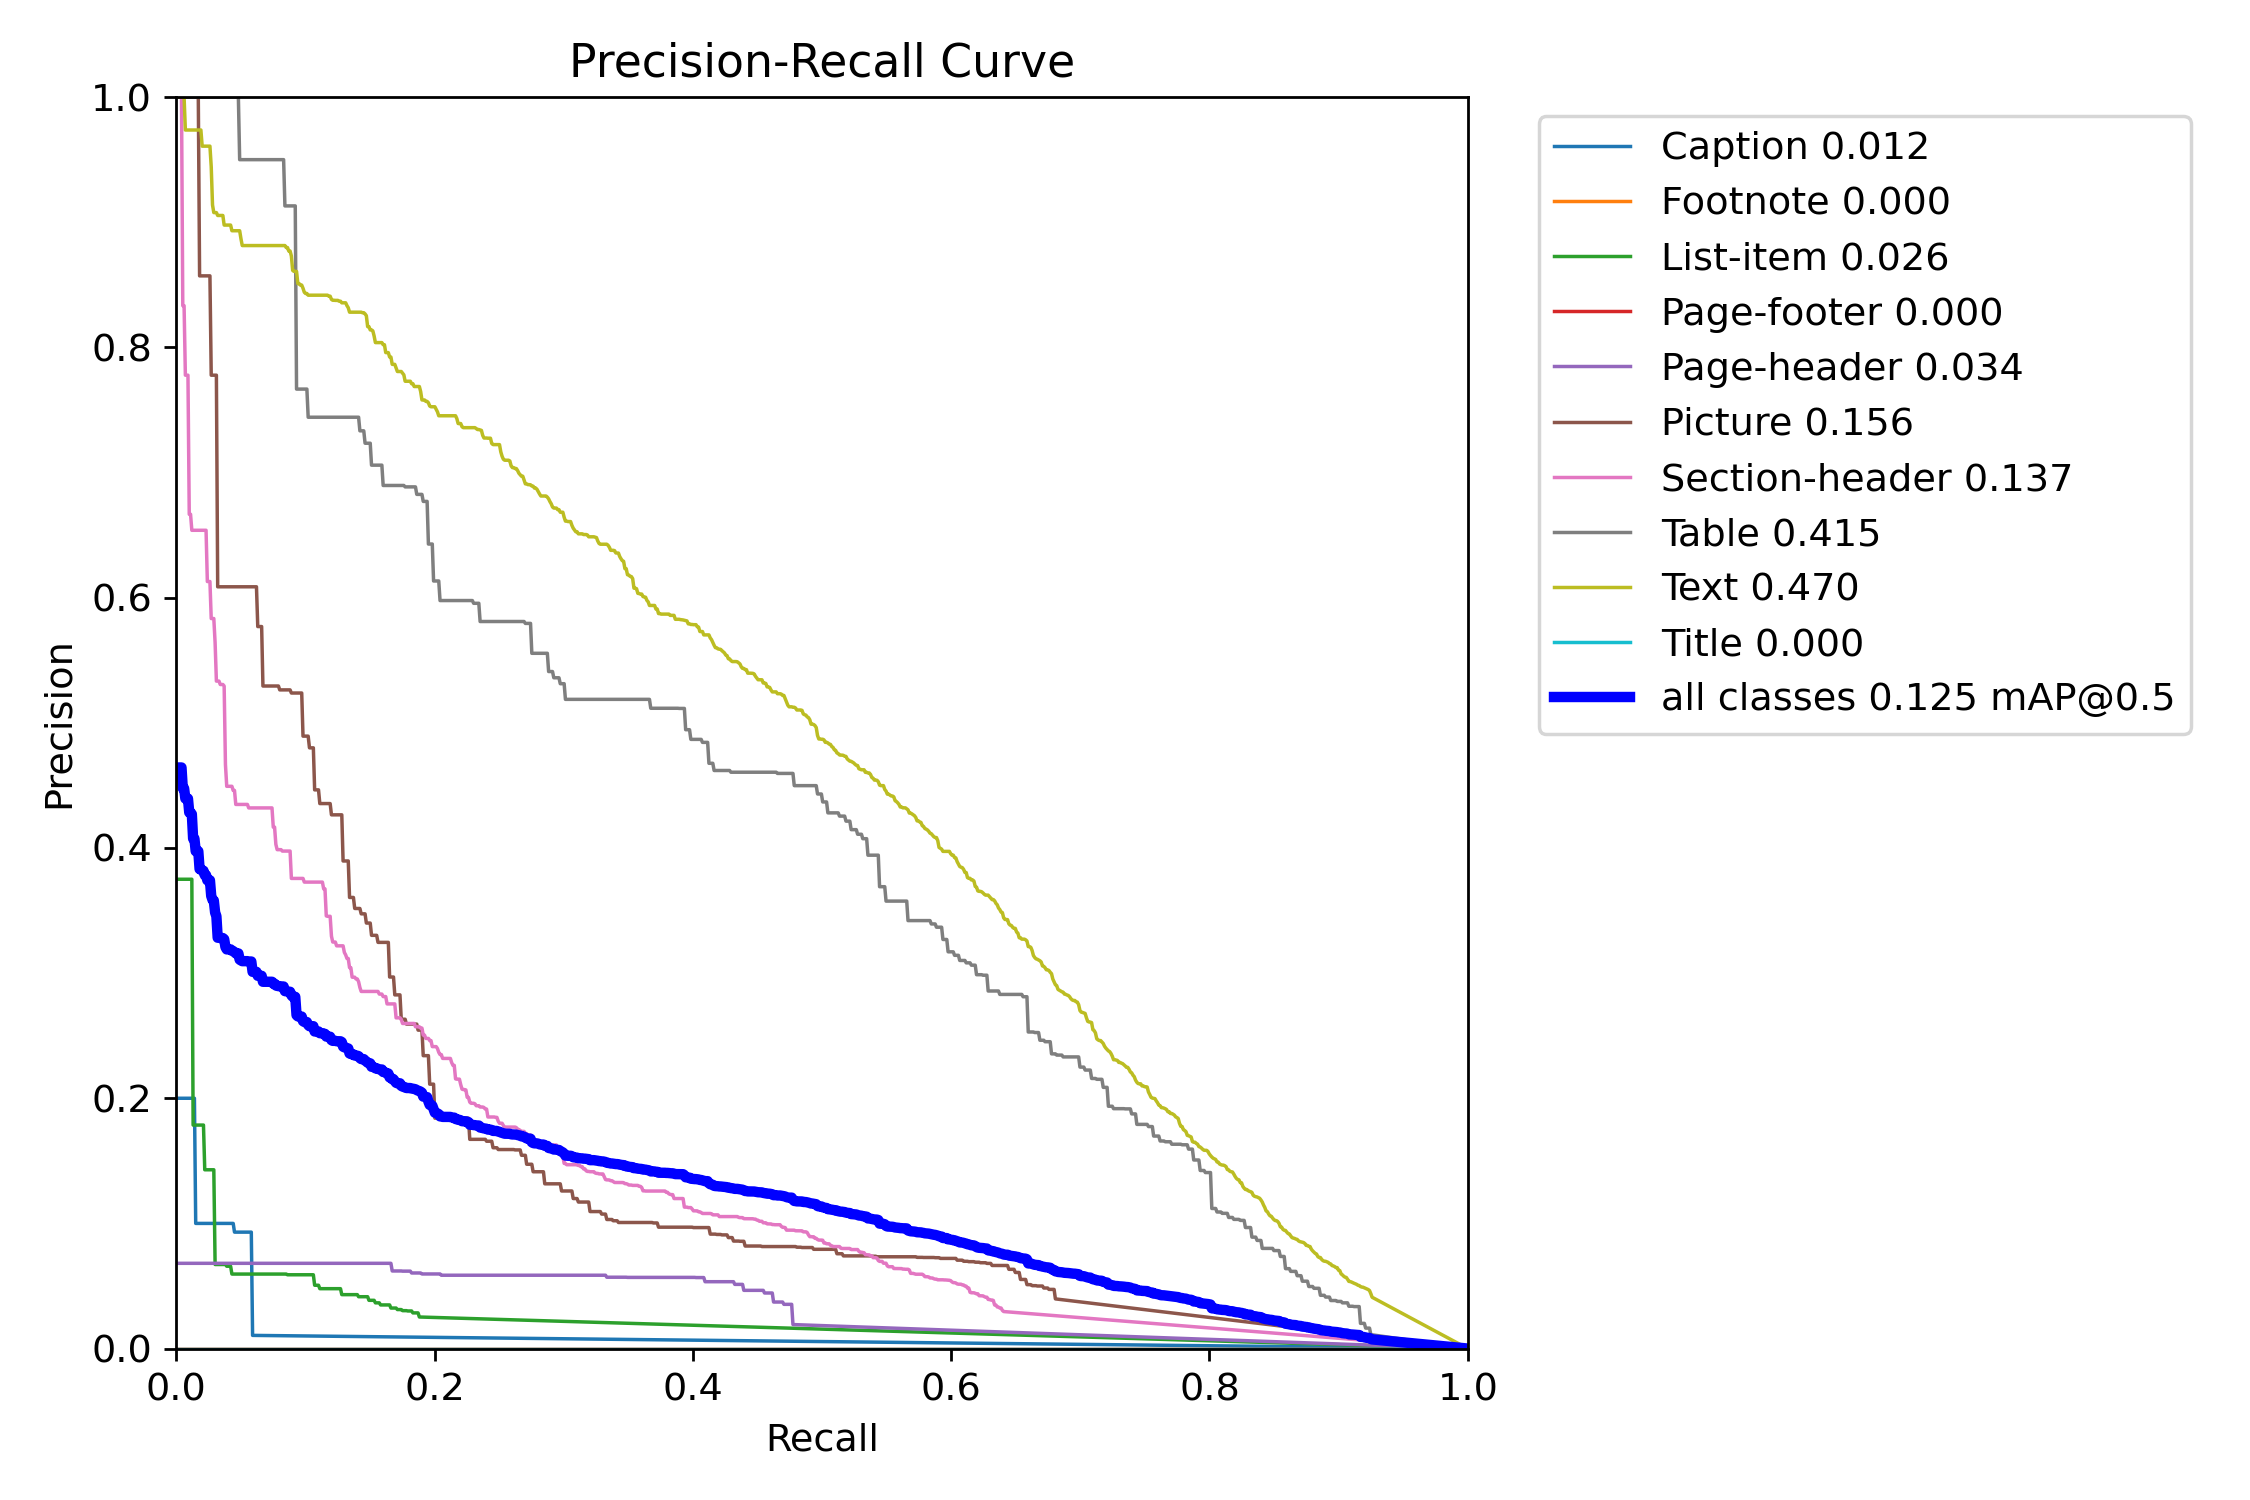 Precision-Recall Curve
1.0
0.8
0.6
0.4
0.2
0.0
Precision
0.0 0.2 0.4 0.6 0.8 1.0
Recall
Caption 0.012
Footnote 0.000
List-item 0.026
Page-footer 0.000
Page-header 0.034
Picture 0.156
Section-header 0.137
Table 0.415
Text 0.470
Title 0.000
all classes 0.125 mAP@0.5